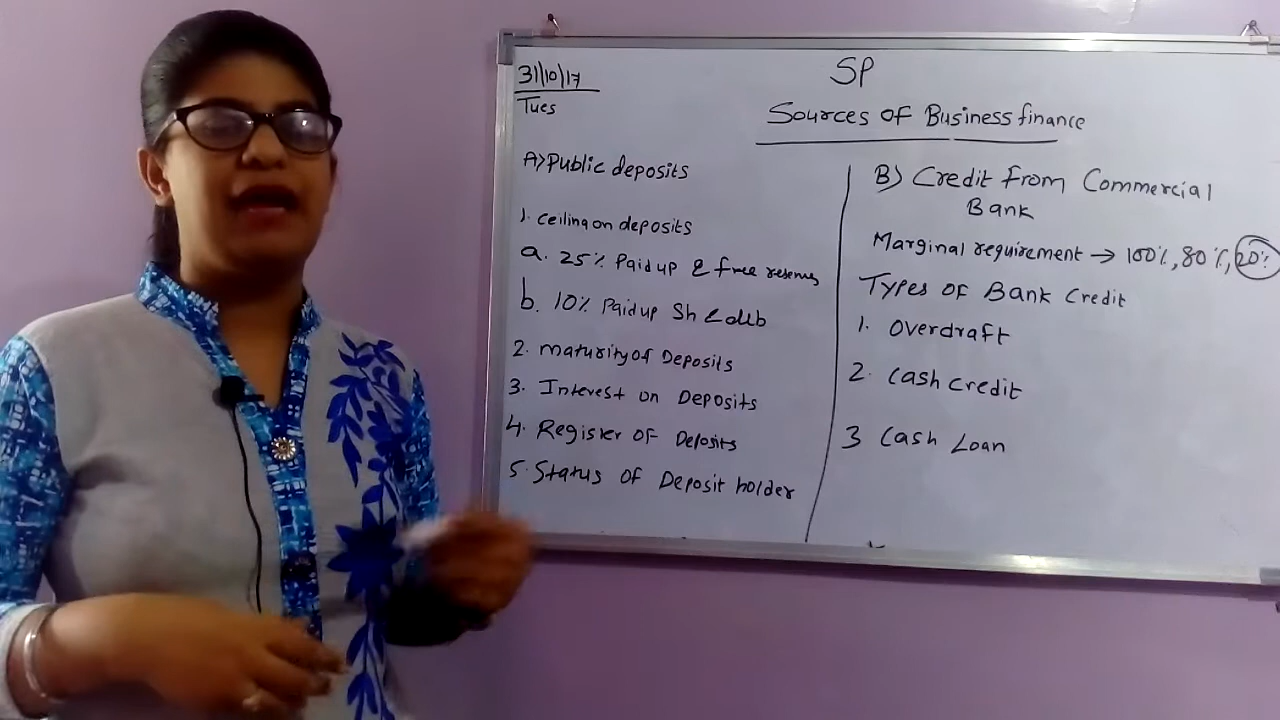 31/10/17
Tues
SP
Sources of Business finance
A) Public deposits
1. ceiling on deposits
a. 25% Paid up & free reserves
b. 10% Paid up Sh & deb
2. maturity of Deposits
3. Interest on Deposits
4. Register of Deposits
5. Status of Deposit holder
B) Credit from Commercial
Bank
Marginal requirement → 100%, 80%, 20%
Types of Bank Credit
1. Overdraft
2. Cash Credit
3 Cash Loan